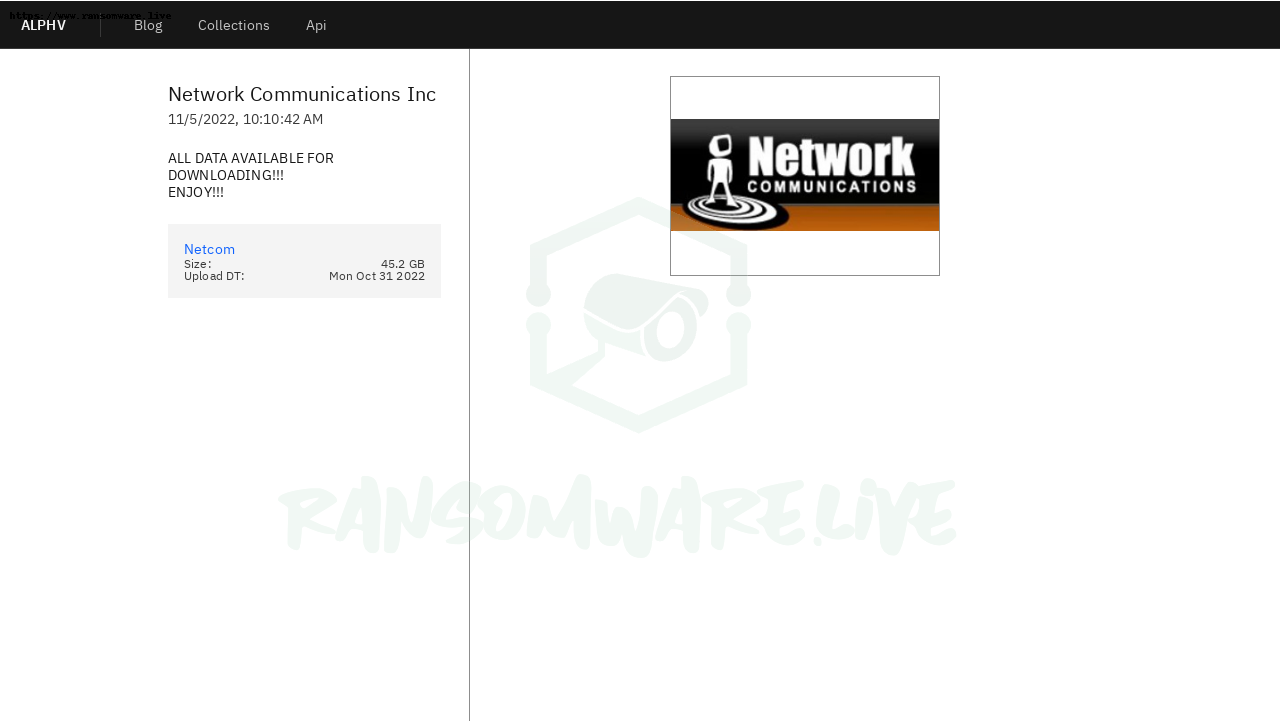 https://www.ransomware.live
ALPHV
Blog
Collections
Api
Network Communications Inc
11/5/2022, 10:10:42 AM
ALL DATA AVAILABLE FOR
DOWNLOADING!!!
ENJOY!!!
Netcom
Size: 45.2 GB
Upload DT: Mon Oct 31 2022
Network
COMMUNICATIONS
RANSOMWARE.LIVE